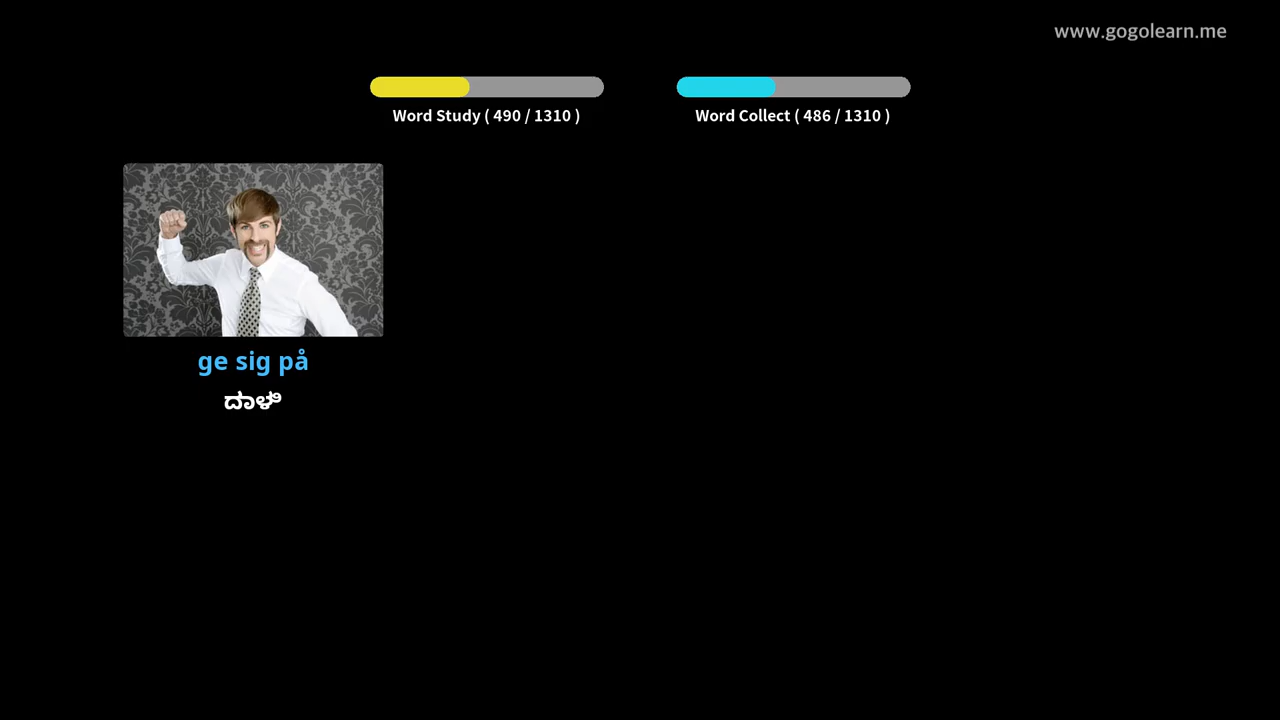 www.gogolearn.me
Word Study ( 490 / 1310 )
Word Collect ( 486 / 1310 )
ge sig på
ದಾಳಿ